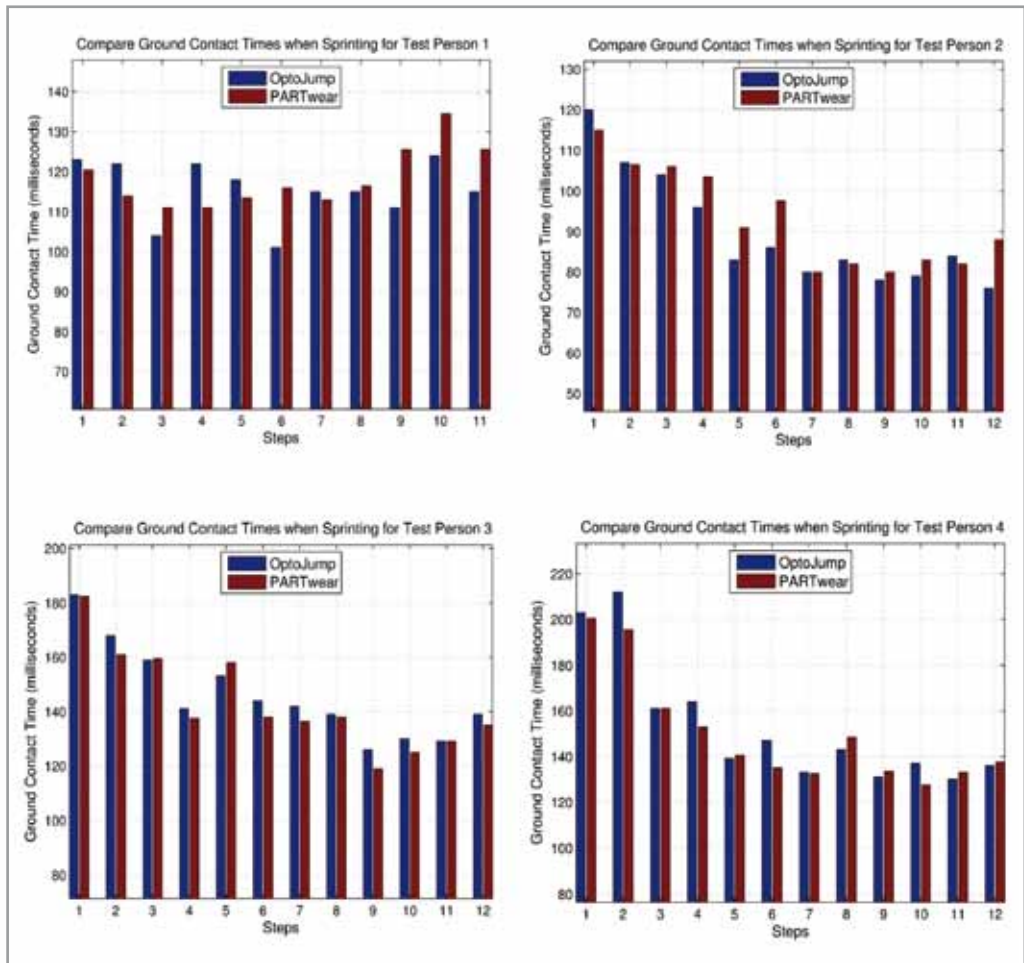 Compare Ground Contact Times when Sprinting for Test Person 1
OptoJump
PARTwear
Ground Contact Time (milliseconds)
140
130
120
110
100
90
80
70
1 2 3 4 5 6 7 8 9 10 11
Steps
Compare Ground Contact Times when Sprinting for Test Person 2
OptoJump
PARTwear
Ground Contact Time (milliseconds)
130
120
110
100
90
80
70
60
50
1 2 3 4 5 6 7 8 9 10 11 12
Steps
Compare Ground Contact Times when Sprinting for Test Person 3
OptoJump
PARTwear
Ground Contact Time (milliseconds)
200
180
160
140
120
100
80
1 2 3 4 5 6 7 8 9 10 11 12
Steps
Compare Ground Contact Times when Sprinting for Test Person 4
OptoJump
PARTwear
Ground Contact Time (milliseconds)
220
200
180
160
140
120
100
80
1 2 3 4 5 6 7 8 9 10 11 12
Steps